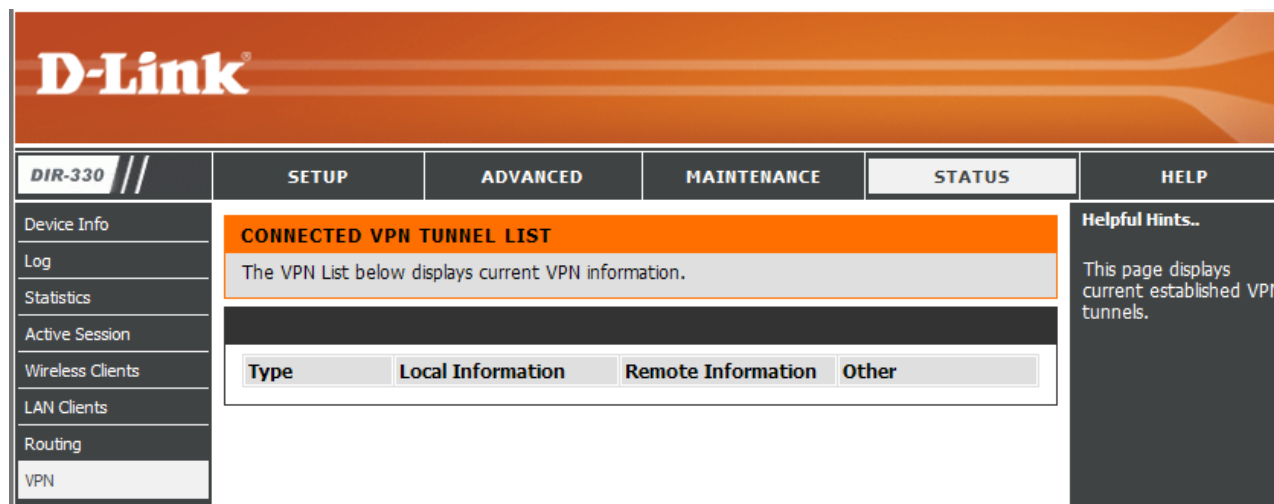 D-Link®
DIR-330
SETUP
ADVANCED
MAINTENANCE
STATUS
HELP
Device Info
Log
Statistics
Active Session
Wireless Clients
LAN Clients
Routing
VPN
CONNECTED VPN TUNNEL LIST
The VPN List below displays current VPN information.
Type Local Information Remote Information Other
Helpful Hints..
This page displays
current established VPN
tunnels.